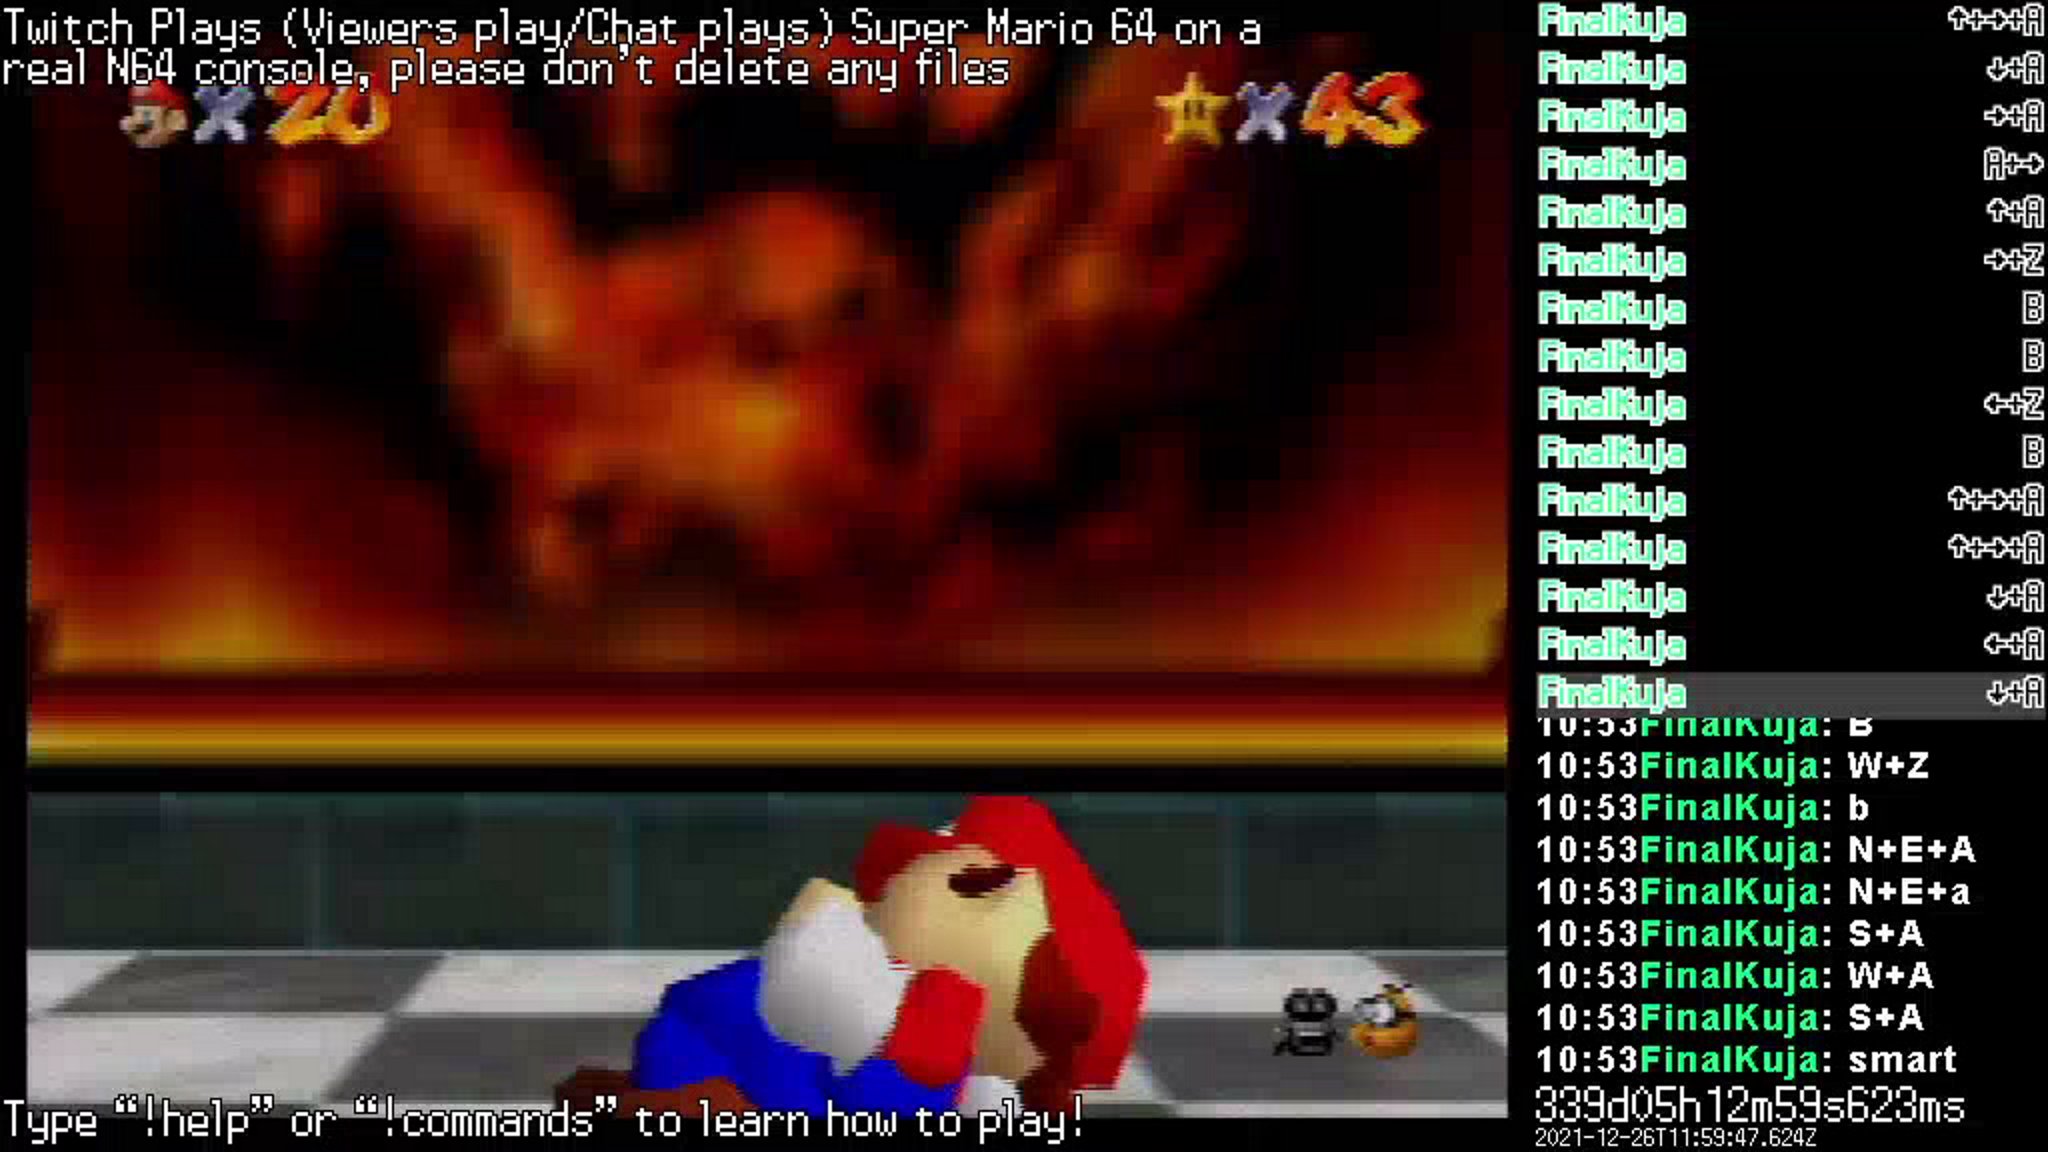 Twitch Plays (Viewers play/Chat plays) Super Mario 64 on a
real N64 console, please don't delete any files
x 20
x 43
FinalKuja ↑+→+A
FinalKuja ↓+A
FinalKuja →+A
FinalKuja A+→
FinalKuja ↑+A
FinalKuja →+Z
FinalKuja B
FinalKuja B
FinalKuja ←+Z
FinalKuja B
FinalKuja ↑+→+A
FinalKuja ↑+→+A
FinalKuja ↓+A
FinalKuja ←+A
FinalKuja ↓+A
10:53FinalKuja: B
10:53FinalKuja: W+Z
10:53FinalKuja: b
10:53FinalKuja: N+E+A
10:53FinalKuja: N+E+a
10:53FinalKuja: S+A
10:53FinalKuja: W+A
10:53FinalKuja: S+A
10:53FinalKuja: smart
339d05h12m59s623ms
2021-12-26T11:59:47.624Z
Type “!help” or “!commands” to learn how to play!